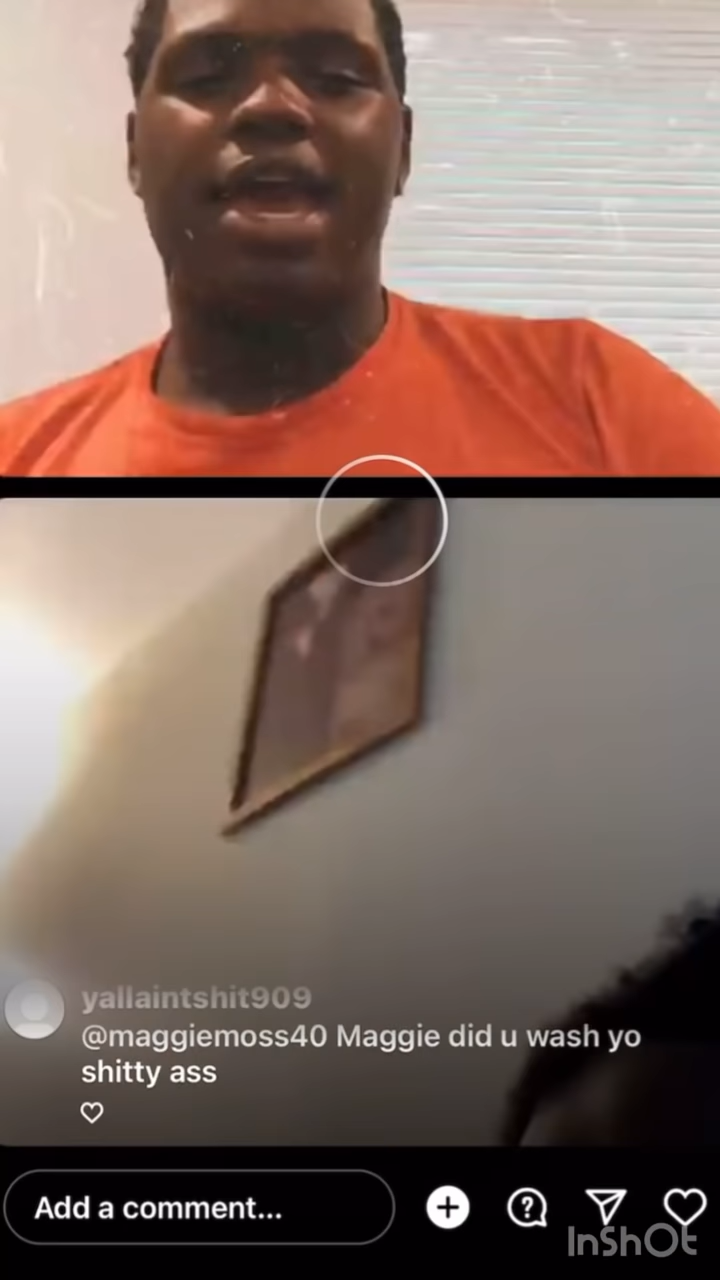 yallaintshit909
@maggiemoss40 Maggie did u wash yo
shitty ass
Add a comment...
InShOt